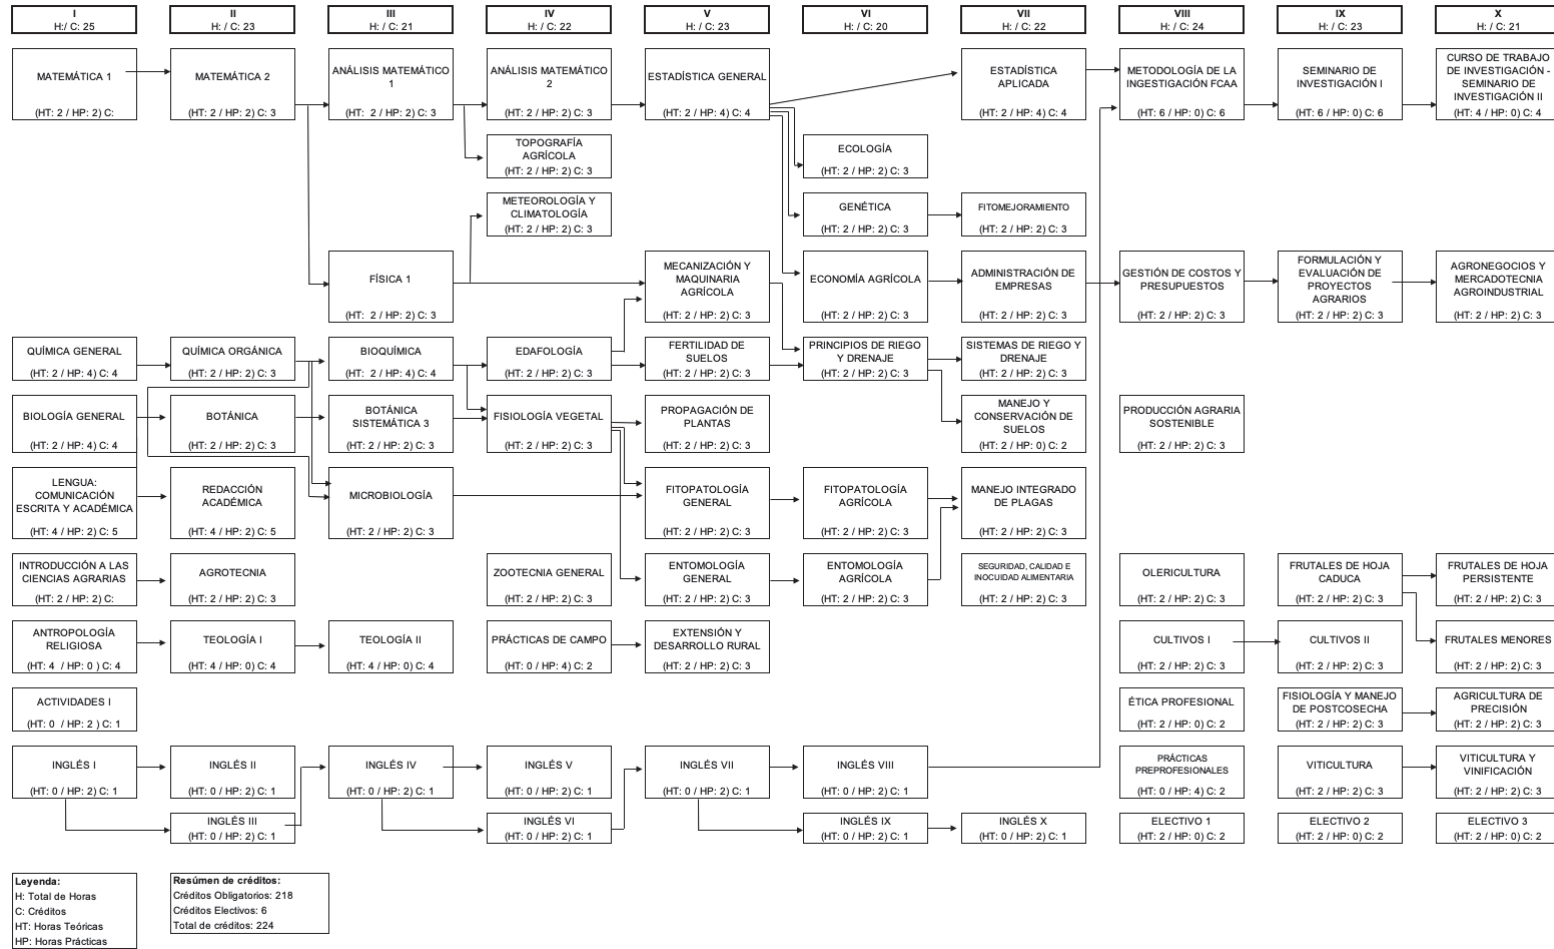 I
H:/ C: 25
II
H: / C: 23
III
H: / C: 21
IV
H: / C: 22
V
H: / C: 23
VI
H: / C: 20
VII
H: / C: 22
VIII
H: / C: 24
IX
H: / C: 23
X
H: / C: 21
MATEMÁTICA 1
(HT: 2 / HP: 2) C:
MATEMÁTICA 2
(HT: 2 / HP: 2) C: 3
ANÁLISIS MATEMÁTICO
1
(HT: 2 / HP: 2) C: 3
ANÁLISIS MATEMÁTICO
2
(HT: 2 / HP: 2) C: 3
ESTADÍSTICA GENERAL
(HT: 2 / HP: 4) C: 4
ESTADÍSTICA
APLICADA
(HT: 2 / HP: 4) C: 4
METODOLOGÍA DE LA
INGESTIGACIÓN FCAA
(HT: 6 / HP: 0) C: 6
SEMINARIO DE
INVESTIGACIÓN I
(HT: 6 / HP: 0) C: 6
CURSO DE TRABAJO
DE INVESTIGACIÓN -
SEMINARIO DE
INVESTIGACIÓN II
(HT: 4 / HP: 0) C: 4
TOPOGRAFÍA
AGRÍCOLA
(HT: 2 / HP: 2) C: 3
ECOLOGÍA
(HT: 2 / HP: 2) C: 3
METEOROLOGÍA Y
CLIMATOLOGÍA
(HT: 2 / HP: 2) C: 3
GENÉTICA
(HT: 2 / HP: 2) C: 3
FITOMEJORAMIENTO
(HT: 2 / HP: 2) C: 3
FÍSICA 1
(HT: 2 / HP: 2) C: 3
MECANIZACIÓN Y
MAQUINARIA
AGRÍCOLA
(HT: 2 / HP: 2) C: 3
ECONOMÍA AGRÍCOLA
(HT: 2 / HP: 2) C: 3
ADMINISTRACIÓN DE
EMPRESAS
(HT: 2 / HP: 2) C: 3
GESTIÓN DE COSTOS Y
PRESUPUESTOS
(HT: 2 / HP: 2) C: 3
FORMULACIÓN Y
EVALUACIÓN DE
PROYECTOS
AGRARIOS
(HT: 2 / HP: 2) C: 3
AGRONEGOCIOS Y
MERCADOTECNIA
AGROINDUSTRIAL
(HT: 2 / HP: 2) C: 3
QUÍMICA GENERAL
(HT: 2 / HP: 4) C: 4
QUÍMICA ORGÁNICA
(HT: 2 / HP: 2) C: 3
BIOQUÍMICA
(HT: 2 / HP: 4) C: 4
EDAFOLOGÍA
(HT: 2 / HP: 2) C: 3
FERTILIDAD DE
SUELOS
(HT: 2 / HP: 2) C: 3
PRINCIPIOS DE RIEGO
Y DRENAJE
(HT: 2 / HP: 2) C: 3
SISTEMAS DE RIEGO Y
DRENAJE
(HT: 2 / HP: 2) C: 3
BIOLOGÍA GENERAL
(HT: 2 / HP: 4) C: 4
BOTÁNICA
(HT: 2 / HP: 2) C: 3
BOTÁNICA
SISTEMÁTICA 3
(HT: 2 / HP: 2) C: 3
FISIOLOGÍA VEGETAL
(HT: 2 / HP: 2) C: 3
PROPAGACIÓN DE
PLANTAS
(HT: 2 / HP: 2) C: 3
MANEJO Y
CONSERVACIÓN DE
SUELOS
(HT: 2 / HP: 0) C: 2
PRODUCCIÓN AGRARIA
SOSTENIBLE
(HT: 2 / HP: 2) C: 3
LENGUA:
COMUNICACIÓN
ESCRITA Y ACADÉMICA
(HT: 4 / HP: 2) C: 5
REDACCIÓN
ACADÉMICA
(HT: 4 / HP: 2) C: 5
MICROBIOLOGÍA
(HT: 2 / HP: 2) C: 3
FITOPATOLOGÍA
GENERAL
(HT: 2 / HP: 2) C: 3
FITOPATOLOGÍA
AGRÍCOLA
(HT: 2 / HP: 2) C: 3
MANEJO INTEGRADO
DE PLAGAS
(HT: 2 / HP: 2) C: 3
INTRODUCCIÓN A LAS
CIENCIAS AGRARIAS
(HT: 2 / HP: 2) C:
AGROTECNIA
(HT: 2 / HP: 2) C: 3
ZOOTECNIA GENERAL
(HT: 2 / HP: 2) C: 3
ENTOMOLOGÍA
GENERAL
(HT: 2 / HP: 2) C: 3
ENTOMOLOGÍA
AGRÍCOLA
(HT: 2 / HP: 2) C: 3
SEGURIDAD, CALIDAD E
INOCUIDAD ALIMENTARIA
(HT: 2 / HP: 2) C: 3
OLERICULTURA
(HT: 2 / HP: 2) C: 3
FRUTALES DE HOJA
CADUCA
(HT: 2 / HP: 2) C: 3
FRUTALES DE HOJA
PERSISTENTE
(HT: 2 / HP: 2) C: 3
ANTROPOLOGÍA
RELIGIOSA
(HT: 4 / HP: 0 ) C: 4
TEOLOGÍA I
(HT: 4 / HP: 0) C: 4
TEOLOGÍA II
(HT: 4 / HP: 0) C: 4
PRÁCTICAS DE CAMPO
(HT: 0 / HP: 4) C: 2
EXTENSIÓN Y
DESARROLLO RURAL
(HT: 2 / HP: 2) C: 3
CULTIVOS I
(HT: 2 / HP: 2) C: 3
CULTIVOS II
(HT: 2 / HP: 2) C: 3
FRUTALES MENORES
(HT: 2 / HP: 2) C: 3
ACTIVIDADES I
(HT: 0 / HP: 2 ) C: 1
ÉTICA PROFESIONAL
(HT: 2 / HP: 0) C: 2
FISIOLOGÍA Y MANEJO
DE POSTCOSECHA
(HT: 2 / HP: 2) C: 3
AGRICULTURA DE
PRECISIÓN
(HT: 2 / HP: 2) C: 3
INGLÉS I
(HT: 0 / HP: 2) C: 1
INGLÉS II
(HT: 0 / HP: 2) C: 1
INGLÉS IV
(HT: 0 / HP: 2) C: 1
INGLÉS V
(HT: 0 / HP: 2) C: 1
INGLÉS VII
(HT: 0 / HP: 2) C: 1
INGLÉS VIII
(HT: 0 / HP: 2) C: 1
PRÁCTICAS
PREPROFESIONALES
(HT: 0 / HP: 4) C: 2
VITICULTURA
(HT: 2 / HP: 2) C: 3
VITICULTURA Y
VINIFICACIÓN
(HT: 2 / HP: 2) C: 3
INGLÉS III
(HT: 0 / HP: 2) C: 1
INGLÉS VI
(HT: 0 / HP: 2) C: 1
INGLÉS IX
(HT: 0 / HP: 2) C: 1
INGLÉS X
(HT: 0 / HP: 2) C: 1
ELECTIVO 1
(HT: 2 / HP: 0) C: 2
ELECTIVO 2
(HT: 2 / HP: 0) C: 2
ELECTIVO 3
(HT: 2 / HP: 0) C: 2
Leyenda:
H: Total de Horas
C: Créditos
HT: Horas Teóricas
HP: Horas Prácticas
Resúmen de créditos:
Créditos Obligatorios: 218
Créditos Electivos: 6
Total de créditos: 224